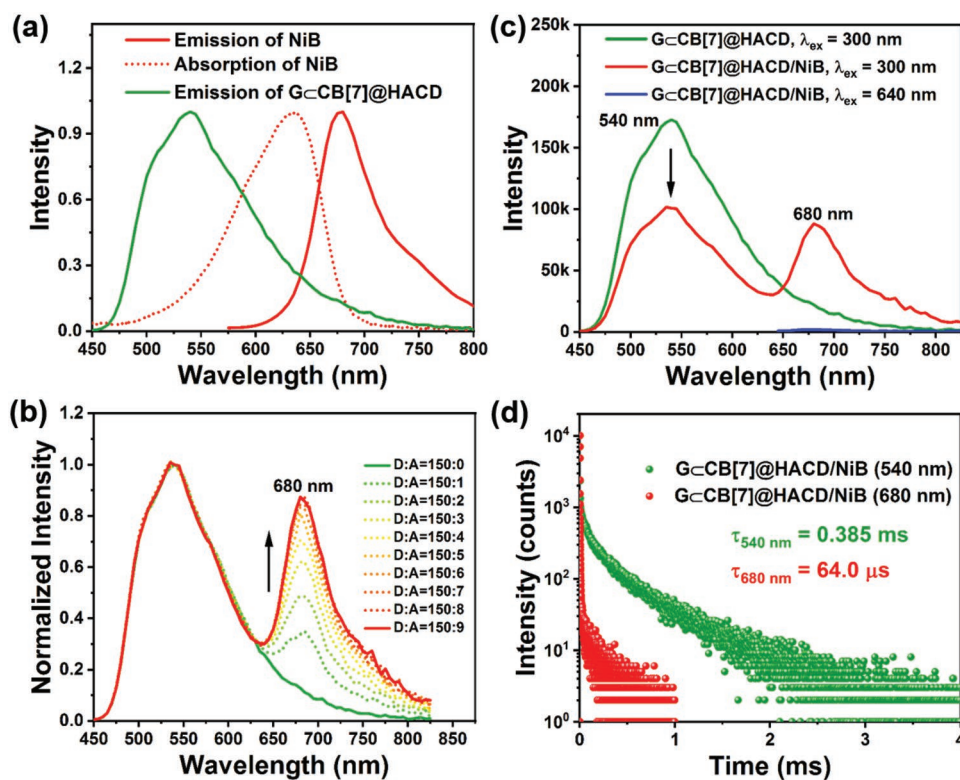 (a)
Emission of NiB
Absorption of NiB
Emission of G⊂CB[7]@HACD
1.2
0.9
0.6
0.3
0.0
Intensity
450 500 550 600 650 700 750 800
Wavelength (nm)
(c)
G⊂CB[7]@HACD, λex = 300 nm
G⊂CB[7]@HACD/NiB, λex = 300 nm
G⊂CB[7]@HACD/NiB, λex = 640 nm
540 nm
680 nm
250k
200k
150k
100k
50k
0
Intensity
450 500 550 600 650 700 750 800
Wavelength (nm)
(b)
D:A=150:0
D:A=150:1
D:A=150:2
D:A=150:3
D:A=150:4
D:A=150:5
D:A=150:6
D:A=150:7
D:A=150:8
D:A=150:9
680 nm
1.2
1.0
0.8
0.6
0.4
0.2
0.0
Normalized Intensity
450 500 550 600 650 700 750 800 850
Wavelength (nm)
(d)
G⊂CB[7]@HACD/NiB (540 nm)
G⊂CB[7]@HACD/NiB (680 nm)
τ540 nm = 0.385 ms
τ680 nm = 64.0 μs
10⁴
10³
10²
10¹
10⁰
Intensity (counts)
0 1 2 3 4
Time (ms)